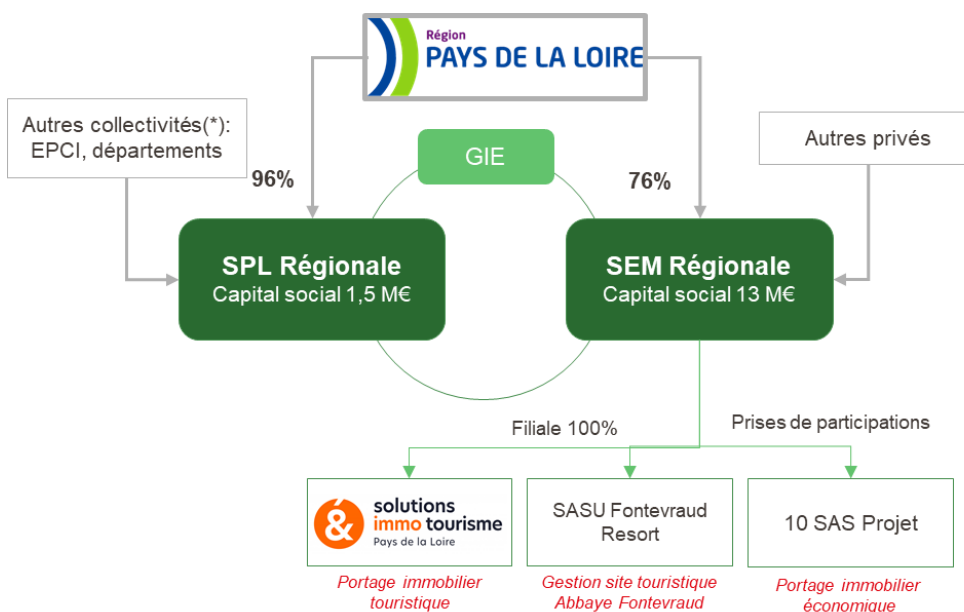 Région
PAYS DE LA LOIRE
Autres collectivités(*):
EPCI, départements
GIE
Autres privés
96%
76%
SPL Régionale
Capital social 1,5 M€
SEM Régionale
Capital social 13 M€
Filiale 100%
Prises de participations
&
solutions
immo tourisme
Pays de la Loire
SASU Fontevraud
Resort
10 SAS Projet
Portage immobilier
touristique
Gestion site touristique
Abbaye Fontevraud
Portage immobilier
économique